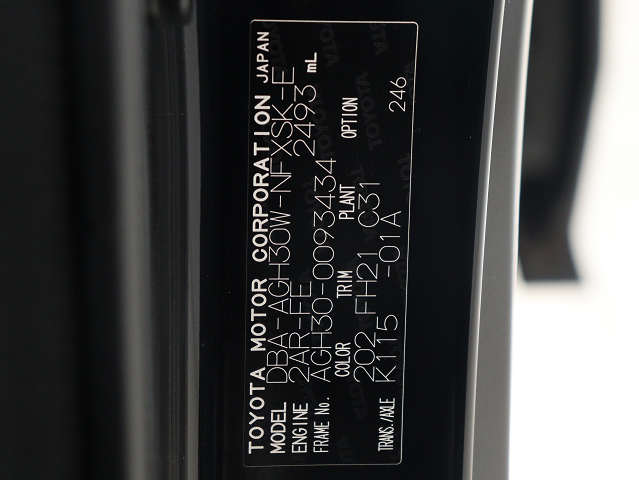 TOYOTA MOTOR CORPORATION JAPAN
MODEL DBA-AGH30W-NFXSK-E
ENGINE 2AR-FE 2493 mL
FRAME No. AGH30-0093434
COLOR TRIM PLANT OPTION
202 FH21 C31 246
TRANS./AXLE K115 -01A